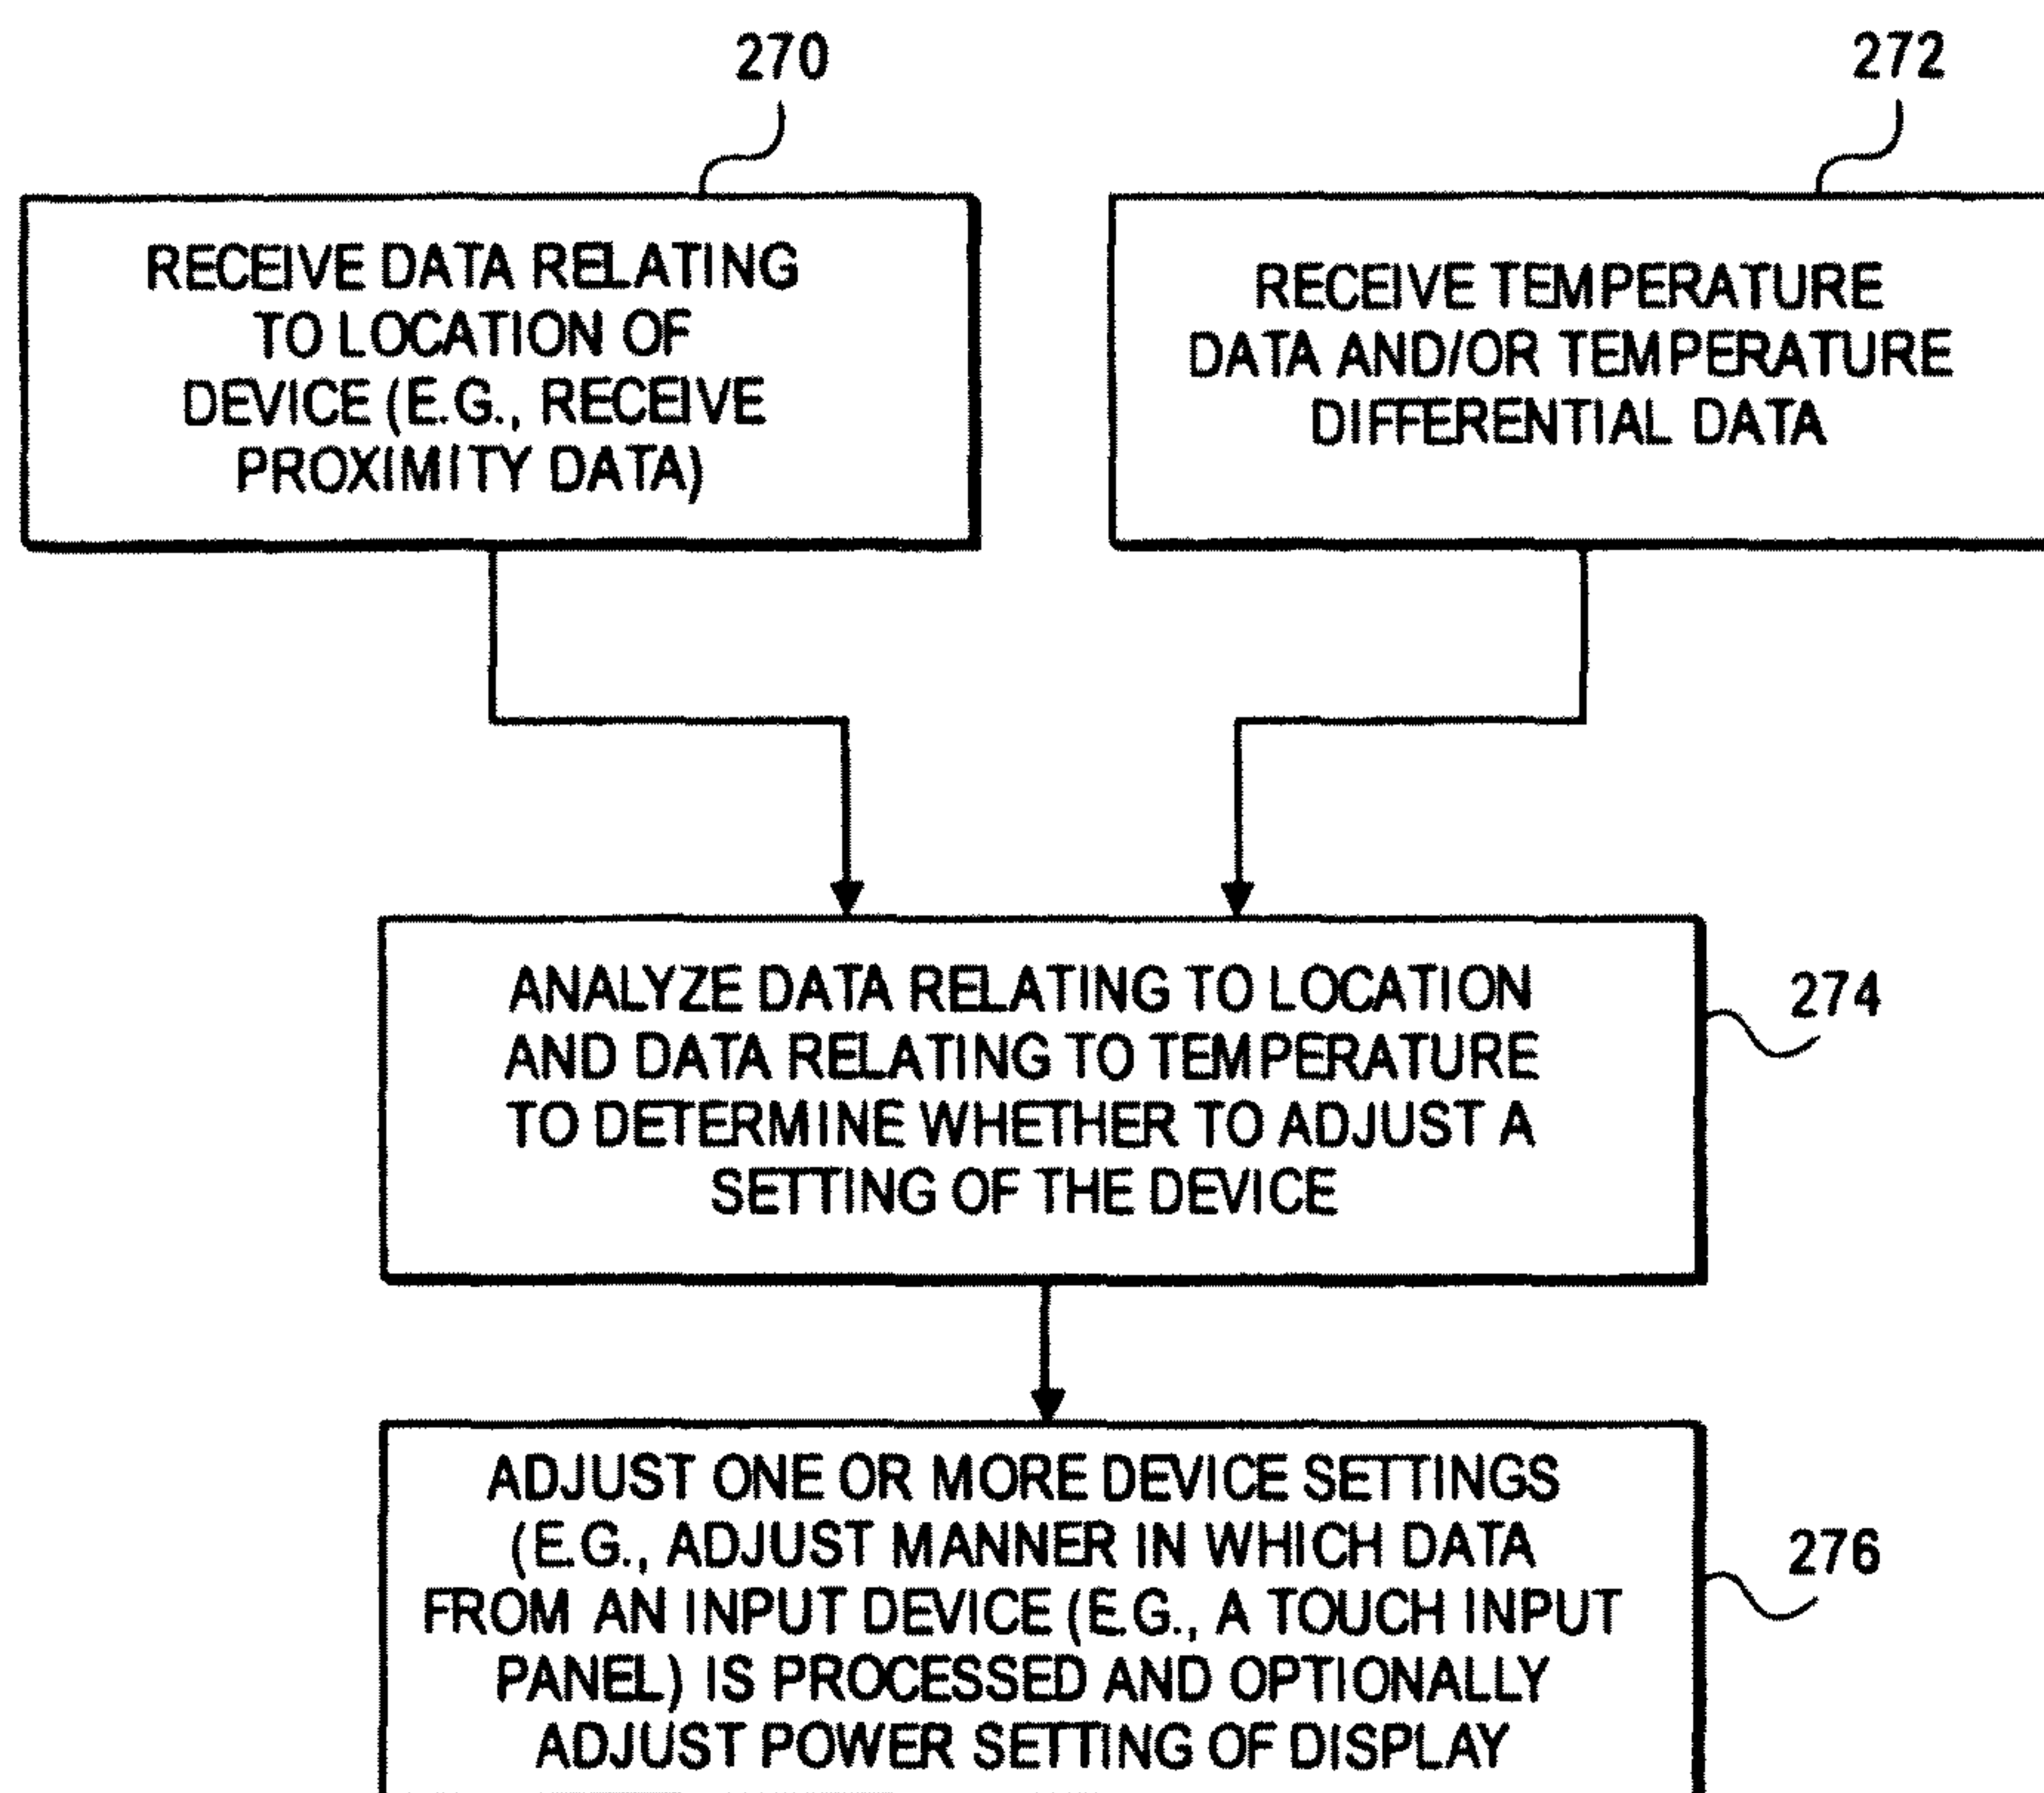 270
272
RECEIVE DATA RELATING
TO LOCATION OF
DEVICE (E.G., RECEIVE
PROXIMITY DATA)
RECEIVE TEMPERATURE
DATA AND/OR TEMPERATURE
DIFFERENTIAL DATA
ANALYZE DATA RELATING TO LOCATION
AND DATA RELATING TO TEMPERATURE
TO DETERMINE WHETHER TO ADJUST A
SETTING OF THE DEVICE
274
ADJUST ONE OR MORE DEVICE SETTINGS
(E.G., ADJUST MANNER IN WHICH DATA
FROM AN INPUT DEVICE (E.G., A TOUCH INPUT
PANEL) IS PROCESSED AND OPTIONALLY
ADJUST POWER SETTING OF DISPLAY
276